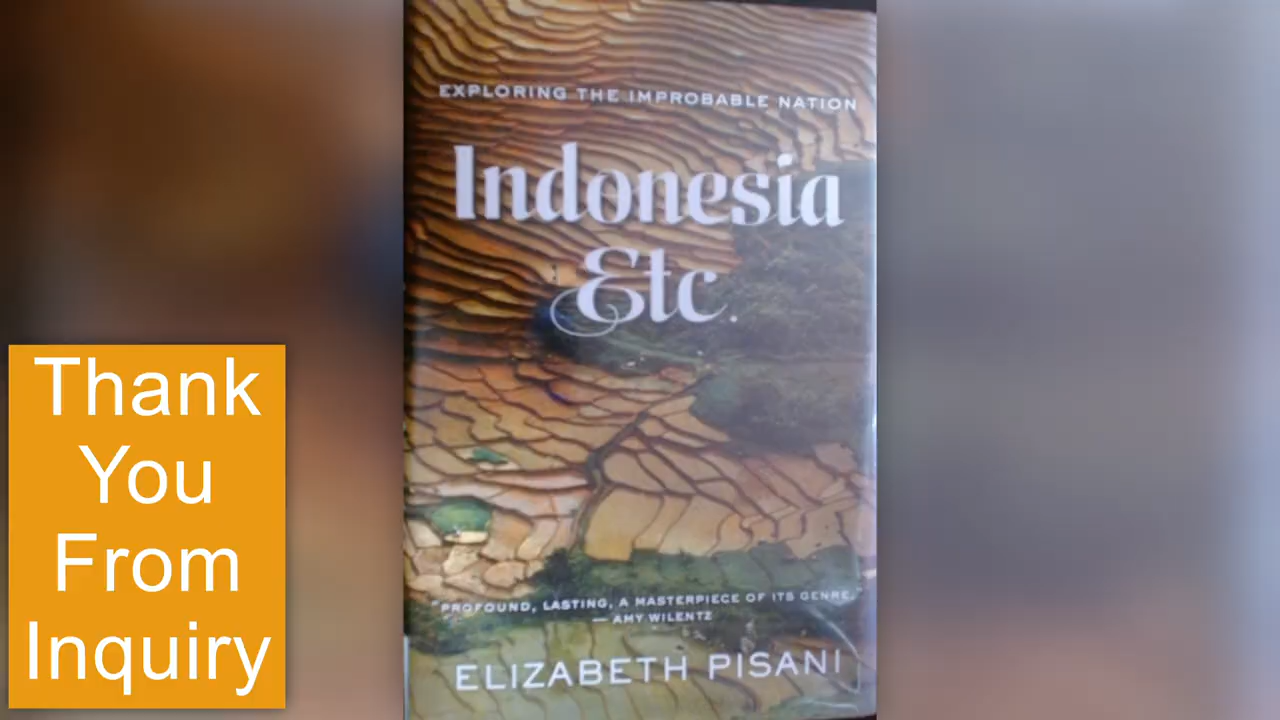 EXPLORING THE IMPROBABLE NATION
Indonesia
Etc.
"PROFOUND, LASTING, A MASTERPIECE OF ITS GENRE."
— AMY WILENTZ
ELIZABETH PISANI
Thank
You
From
Inquiry